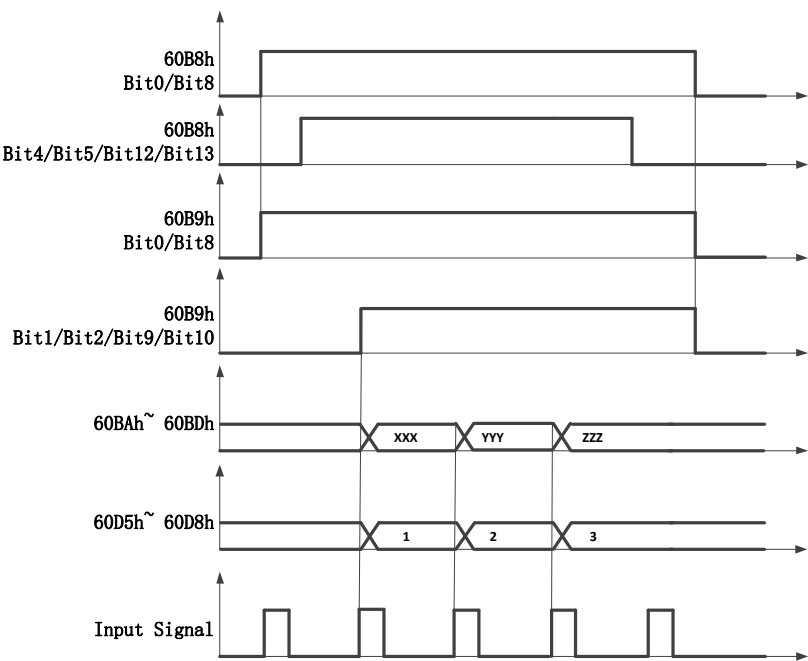 60B8h
Bit0/Bit8
60B8h
Bit4/Bit5/Bit12/Bit13
60B9h
Bit0/Bit8
60B9h
Bit1/Bit2/Bit9/Bit10
60BAh~ 60BDh
XXX YYY ZZZ
60D5h~ 60D8h
1 2 3
Input Signal